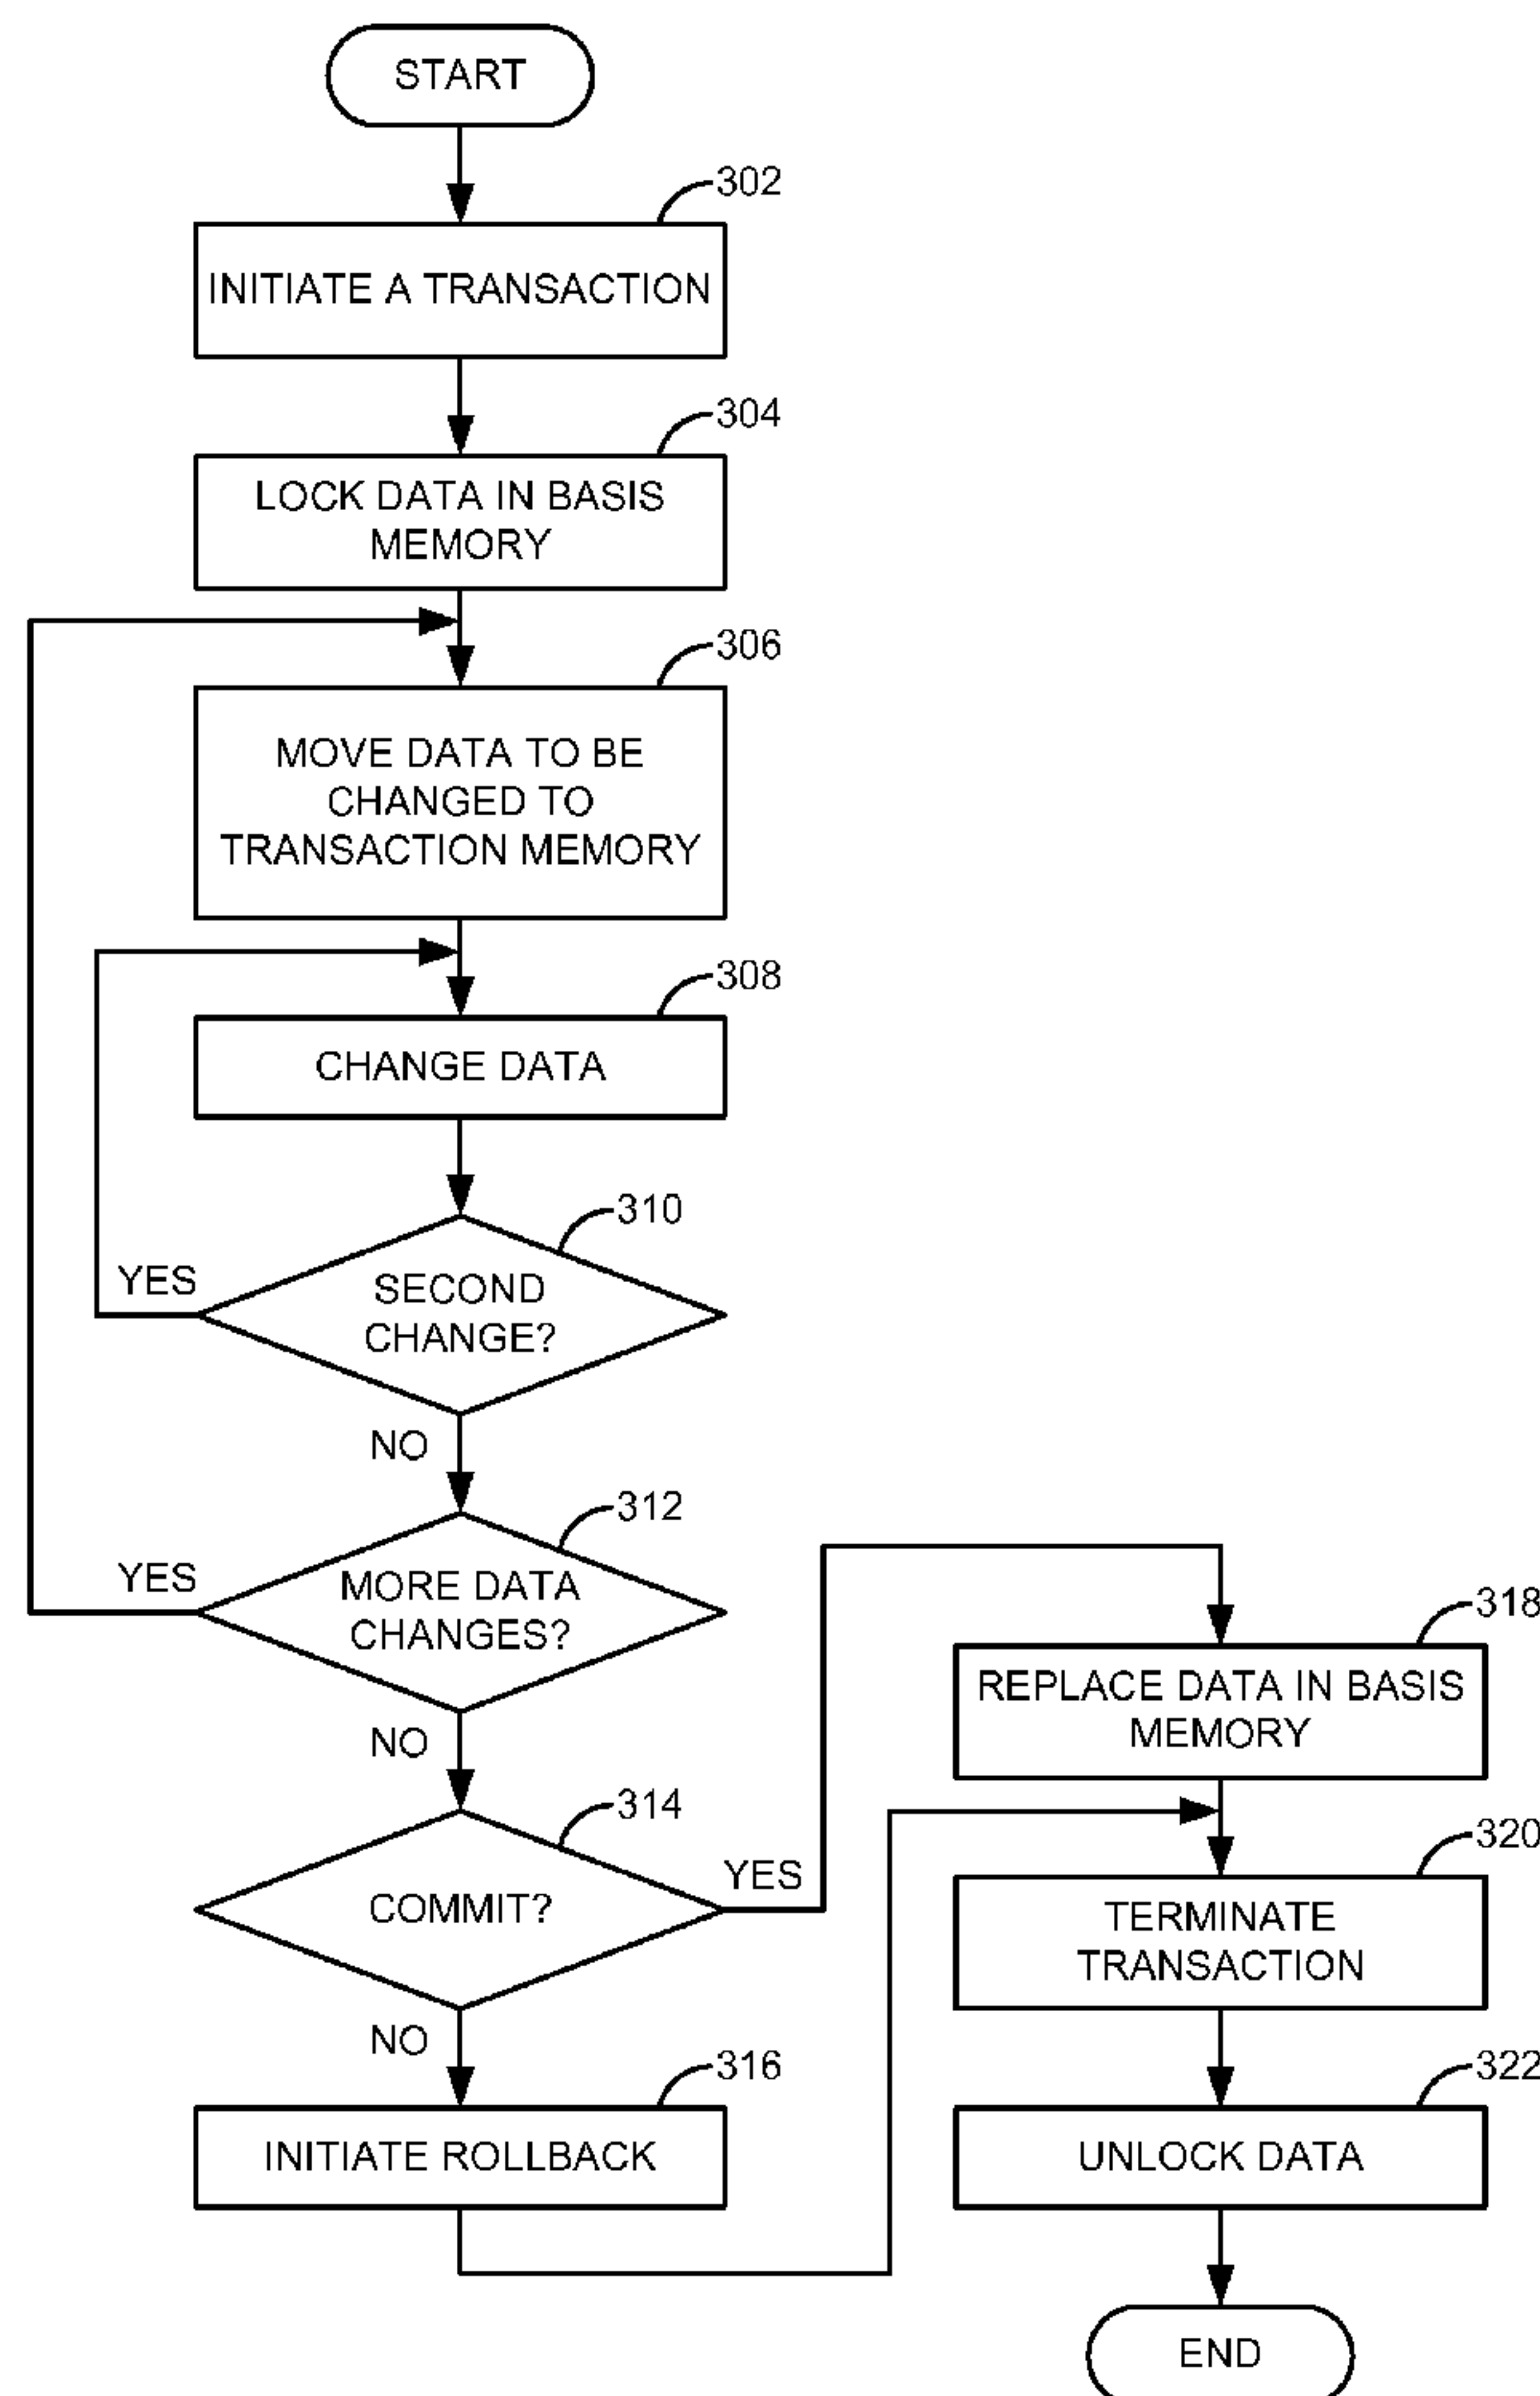 START
302
INITIATE A TRANSACTION
304
LOCK DATA IN BASIS
MEMORY
306
MOVE DATA TO BE
CHANGED TO
TRANSACTION MEMORY
308
CHANGE DATA
310
YES
SECOND
CHANGE?
NO
312
YES
MORE DATA
CHANGES?
NO
314
COMMIT?
YES
NO
316
INITIATE ROLLBACK
318
REPLACE DATA IN BASIS
MEMORY
320
TERMINATE
TRANSACTION
322
UNLOCK DATA
END